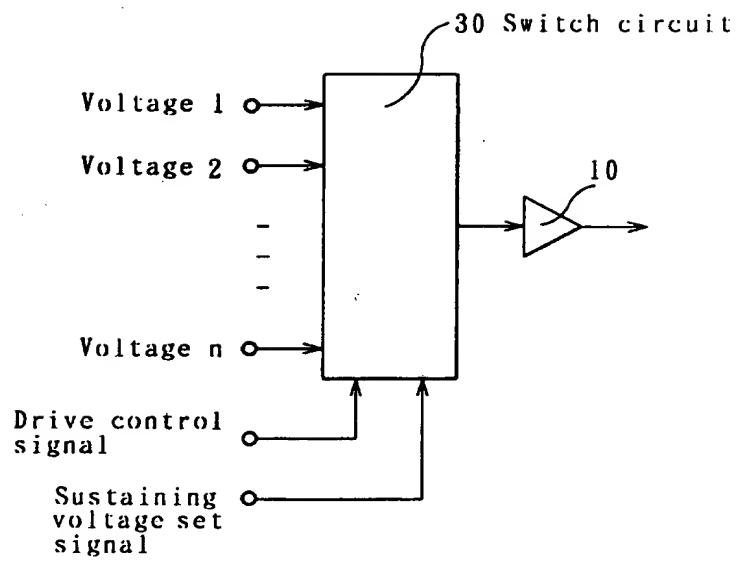 30 Switch circuit
Voltage 1
Voltage 2
10
Voltage n
Drive control
signal
Sustaining
voltage set
signal